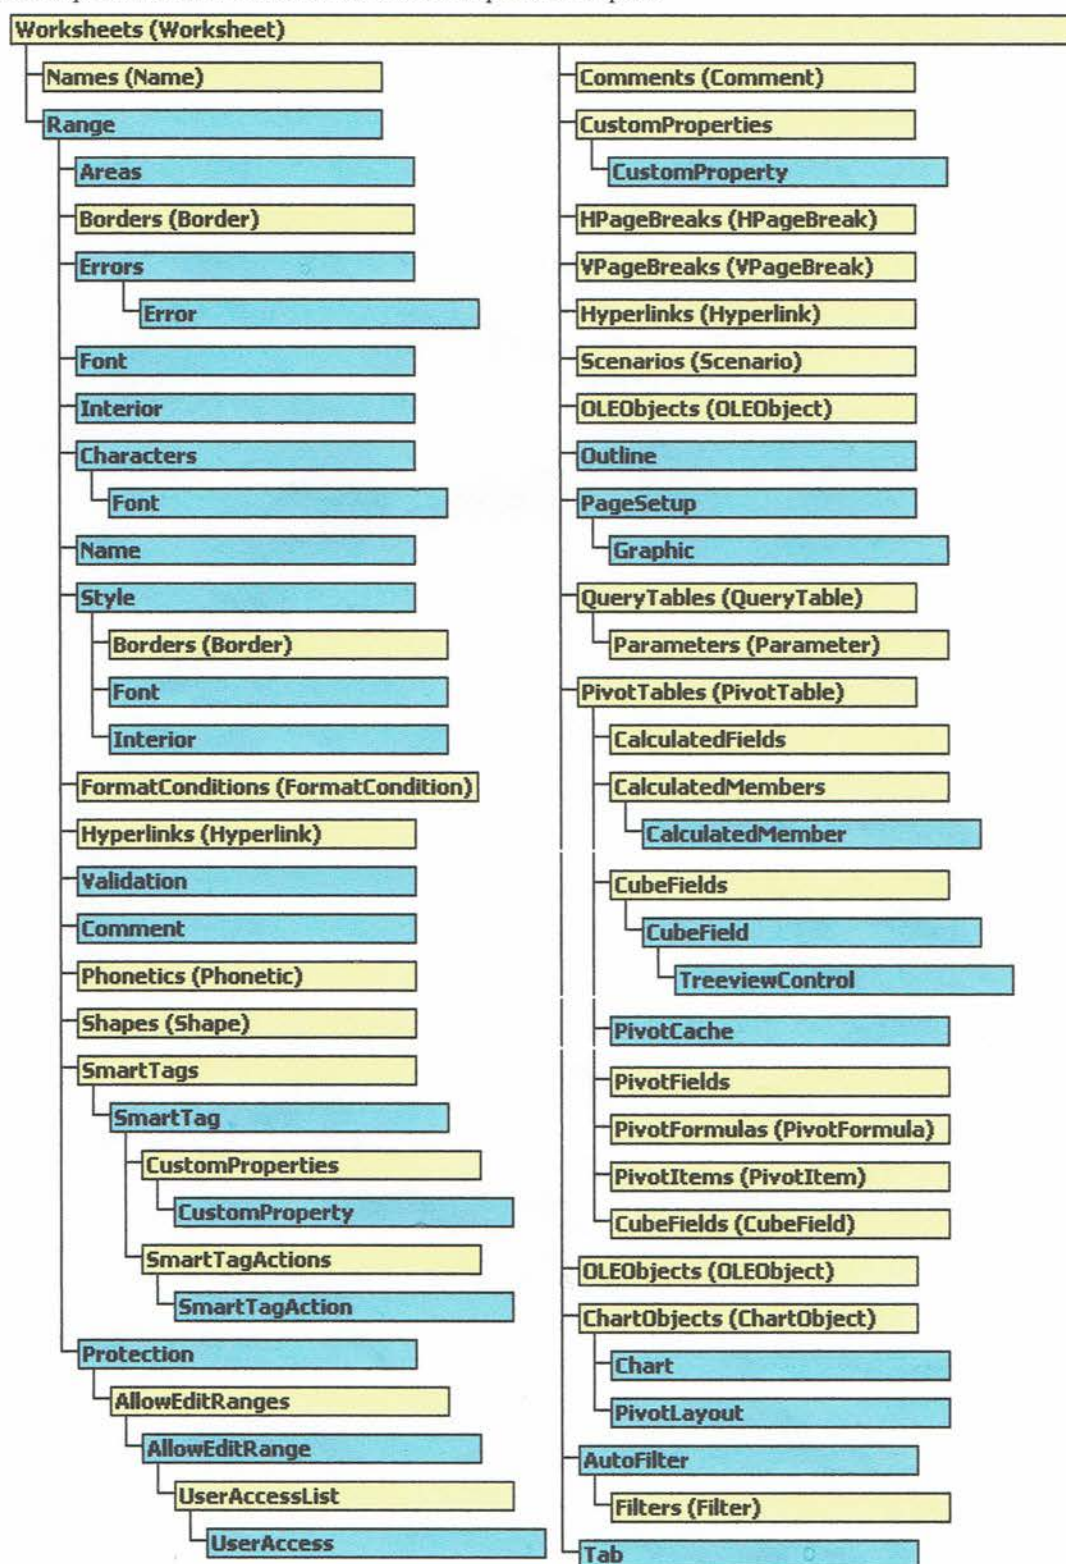 Worksheets (Worksheet)
Names (Name)
Range
Areas
Borders (Border)
Errors
Error
Font
Interior
Characters
Font
Name
Style
Borders (Border)
Font
Interior
FormatConditions (FormatCondition)
Hyperlinks (Hyperlink)
Validation
Comment
Phonetics (Phonetic)
Shapes (Shape)
SmartTags
SmartTag
CustomProperties
CustomProperty
SmartTagActions
SmartTagAction
Protection
AllowEditRanges
AllowEditRange
UserAccessList
UserAccess
Comments (Comment)
CustomProperties
CustomProperty
HPageBreaks (HPageBreak)
VPageBreaks (VPageBreak)
Hyperlinks (Hyperlink)
Scenarios (Scenario)
OLEObjects (OLEObject)
Outline
PageSetup
Graphic
QueryTables (QueryTable)
Parameters (Parameter)
PivotTables (PivotTable)
CalculatedFields
CalculatedMembers
CalculatedMember
CubeFields
CubeField
TreeviewControl
PivotCache
PivotFields
PivotFormulas (PivotFormula)
PivotItems (PivotItem)
CubeFields (CubeField)
OLEObjects (OLEObject)
ChartObjects (ChartObject)
Chart
PivotLayout
AutoFilter
Filters (Filter)
Tab